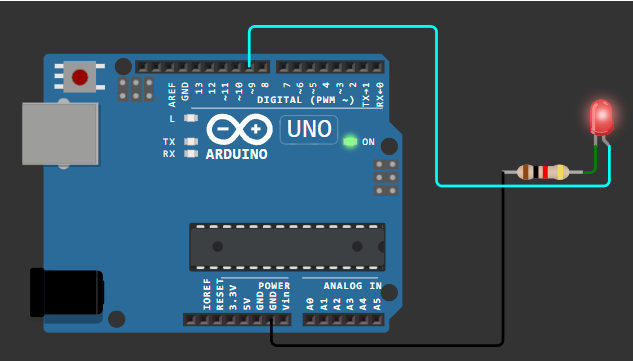 AREF
GND
13
12
~11
~10
~9
8
7
~6
~5
4
~3
2
TX→1
RX←0
DIGITAL (PWM ~)
L
TX
RX
UNO
ON
ARDUINO
POWER
ANALOG IN
IOREF
RESET
3.3V
5V
GND
GND
Vin
A0
A1
A2
A3
A4
A5